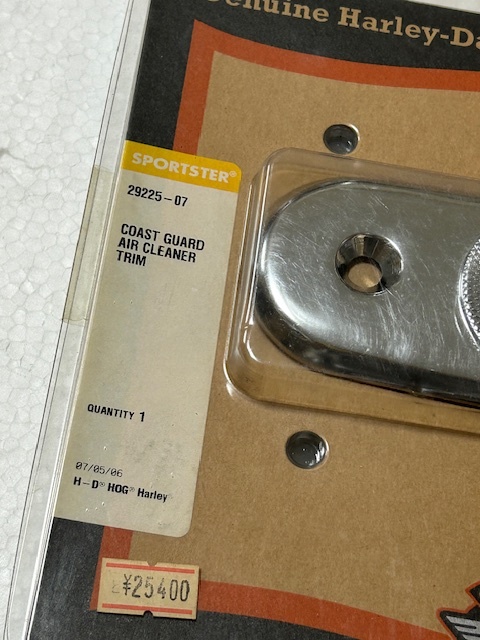 Genuine Harley-Da
SPORTSTER®
29225-07
COAST GUARD
AIR CLEANER
TRIM
QUANTITY 1
07/05/06
H-D® HOG® Harley
¥25400